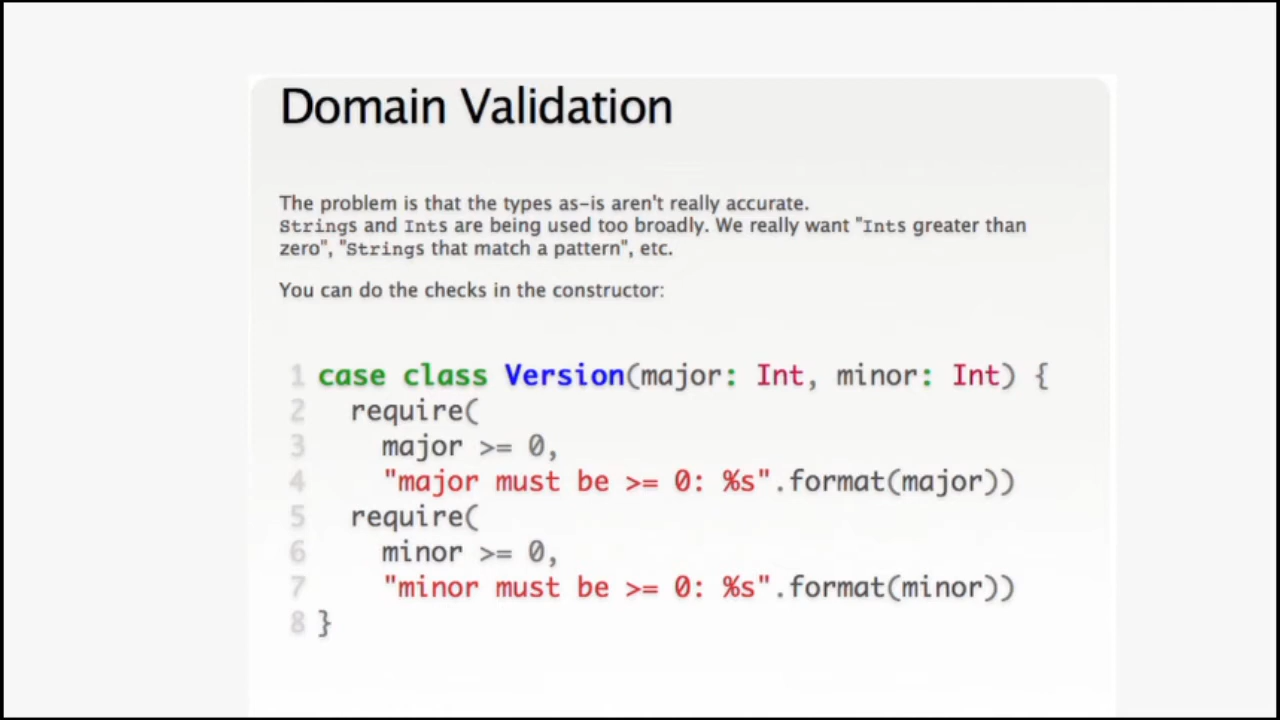 Domain Validation
The problem is that the types as-is aren't really accurate.
Strings and Ints are being used too broadly. We really want "Ints greater than
zero", "Strings that match a pattern", etc.
You can do the checks in the constructor:
1 case class Version(major: Int, minor: Int) {
2   require(
3     major >= 0,
4     "major must be >= 0: %s".format(major))
5   require(
6     minor >= 0,
7     "minor must be >= 0: %s".format(minor))
8 }